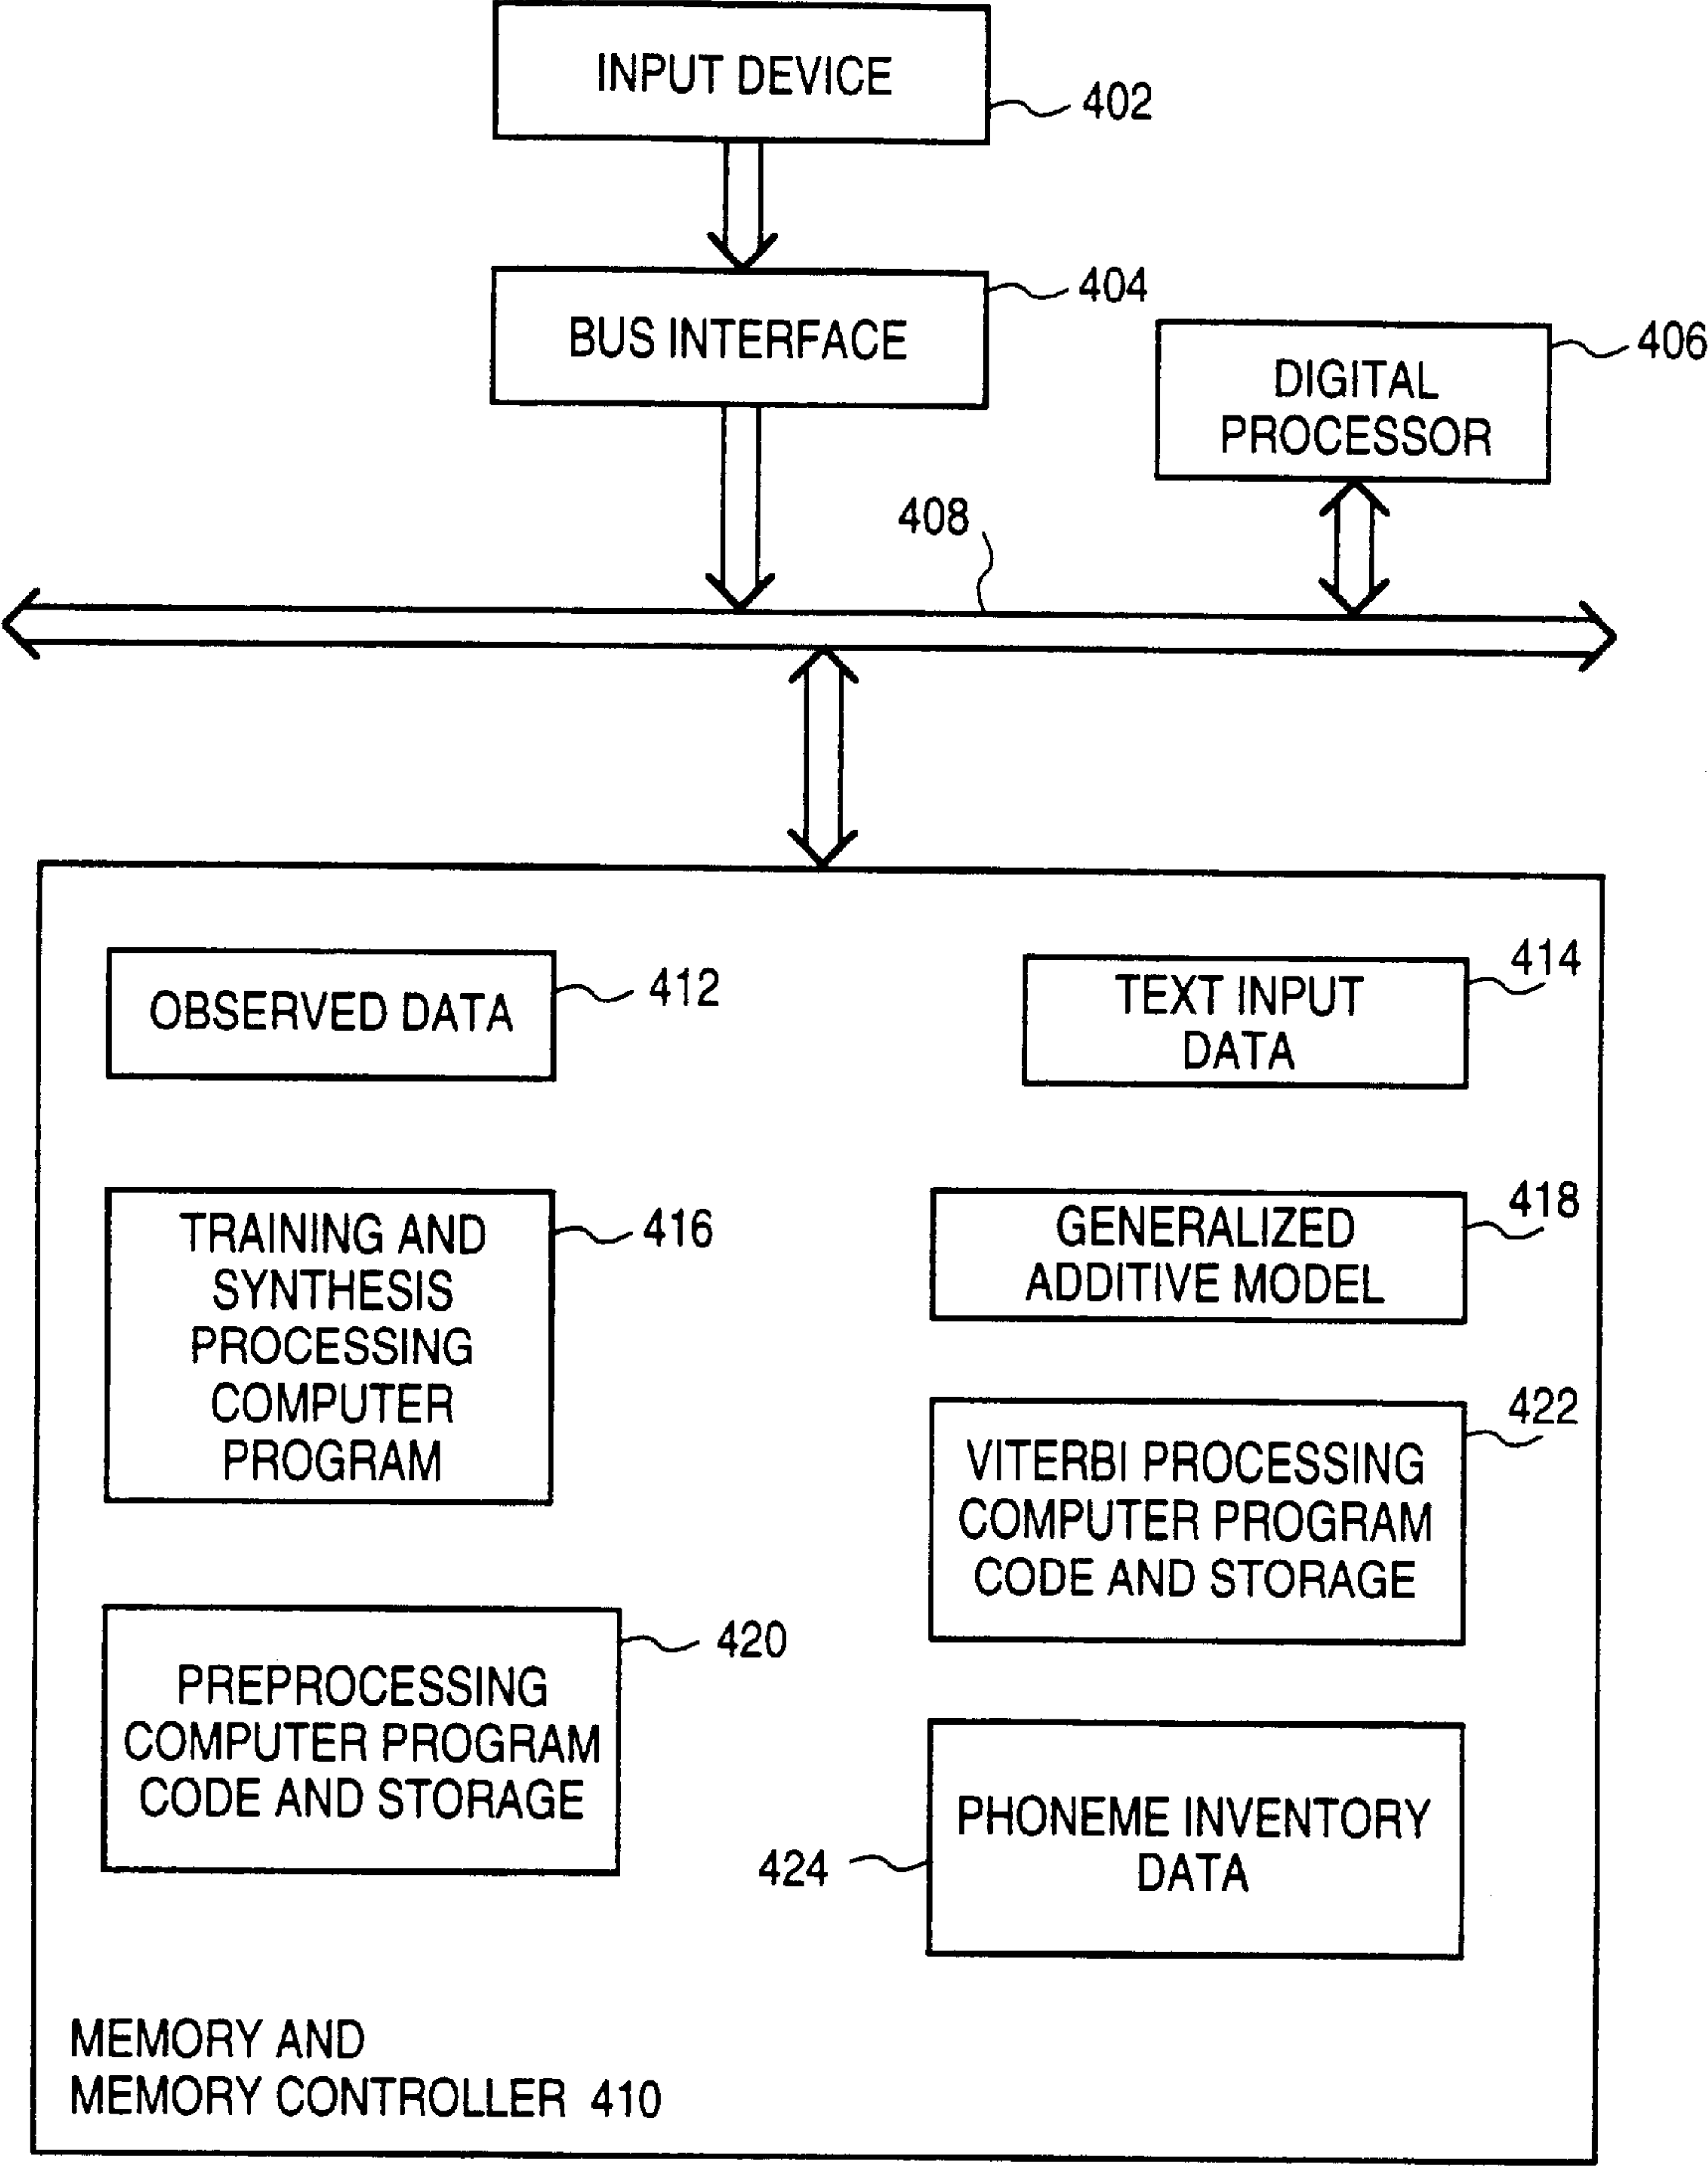 INPUT DEVICE
402
BUS INTERFACE
404
DIGITAL
PROCESSOR
406
408
OBSERVED DATA
412
TEXT INPUT
DATA
414
TRAINING AND
SYNTHESIS
PROCESSING
COMPUTER
PROGRAM
416
GENERALIZED
ADDITIVE MODEL
418
VITERBI PROCESSING
COMPUTER PROGRAM
CODE AND STORAGE
422
PREPROCESSING
COMPUTER PROGRAM
CODE AND STORAGE
420
PHONEME INVENTORY
DATA
424
MEMORY AND
MEMORY CONTROLLER 410